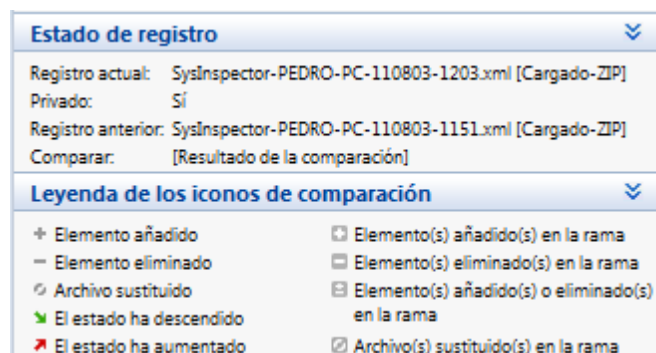 Estado de registro
Registro actual: SysInspector-PEDRO-PC-110803-1203.xml [Cargado-ZIP]
Privado: Sí
Registro anterior: SysInspector-PEDRO-PC-110803-1151.xml [Cargado-ZIP]
Comparar: [Resultado de la comparación]
Leyenda de los iconos de comparación
Elemento añadido
Elemento eliminado
Archivo sustituido
El estado ha descendido
El estado ha aumentado
Elemento(s) añadido(s) en la rama
Elemento(s) eliminado(s) en la rama
Elemento(s) añadido(s) o eliminado(s)
en la rama
Archivo(s) sustituido(s) en la rama